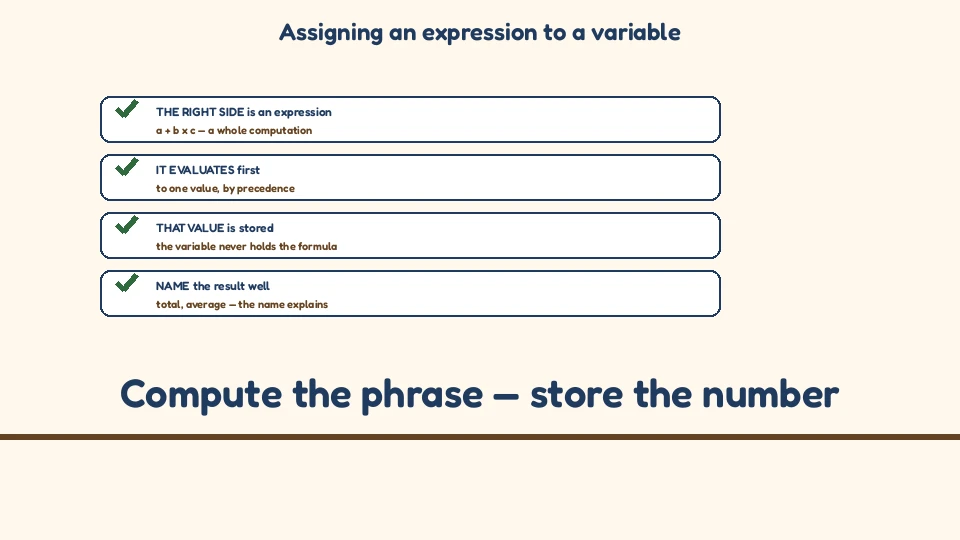 Assigning an expression to a variable
THE RIGHT SIDE is an expression
a + b x c — a whole computation
IT EVALUATES first
to one value, by precedence
THAT VALUE is stored
the variable never holds the formula
NAME the result well
total, average — the name explains
Compute the phrase — store the number